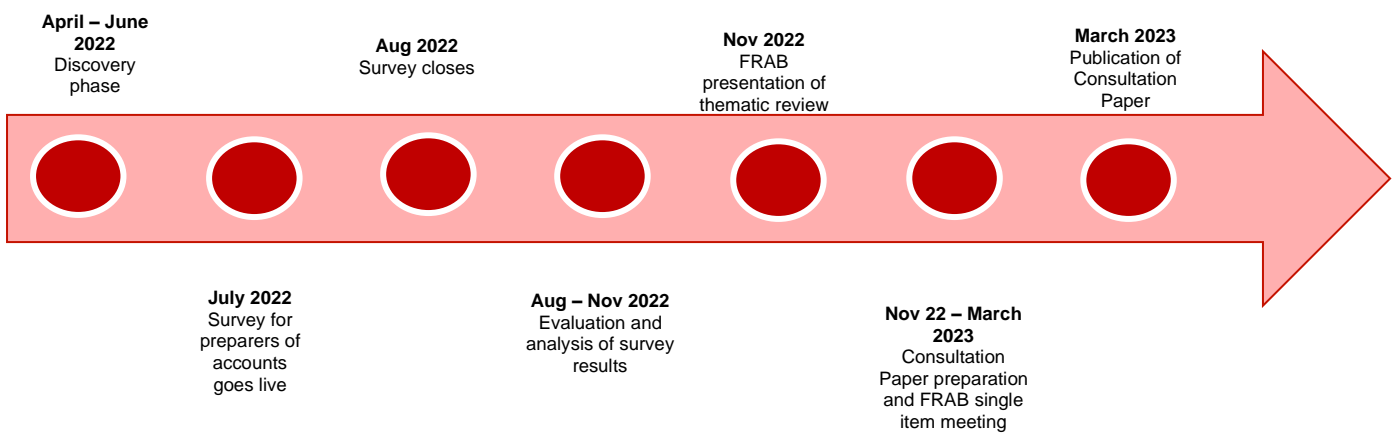 April – June
2022
Discovery
phase
July 2022
Survey for
preparers of
accounts
goes live
Aug 2022
Survey closes
Aug – Nov 2022
Evaluation and
analysis of survey
results
Nov 2022
FRAB
presentation of
thematic review
Nov 22 – March
2023
Consultation
Paper preparation
and FRAB single
item meeting
March 2023
Publication of
Consultation
Paper